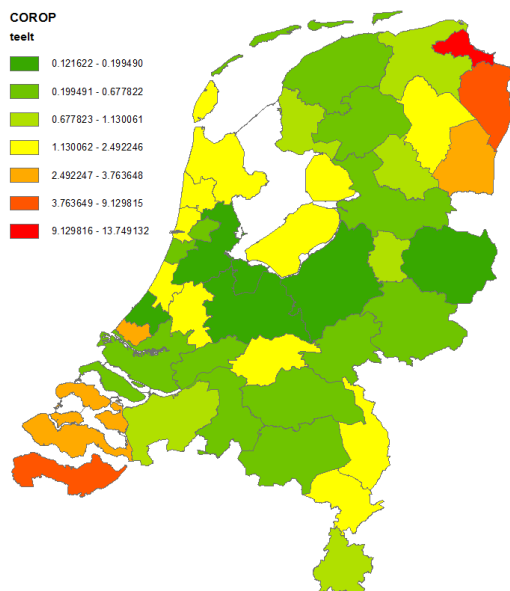 COROP
teelt
0.121622 - 0.199490
0.199491 - 0.677822
0.677823 - 1.130061
1.130062 - 2.492246
2.492247 - 3.763648
3.763649 - 9.129815
9.129816 - 13.749132